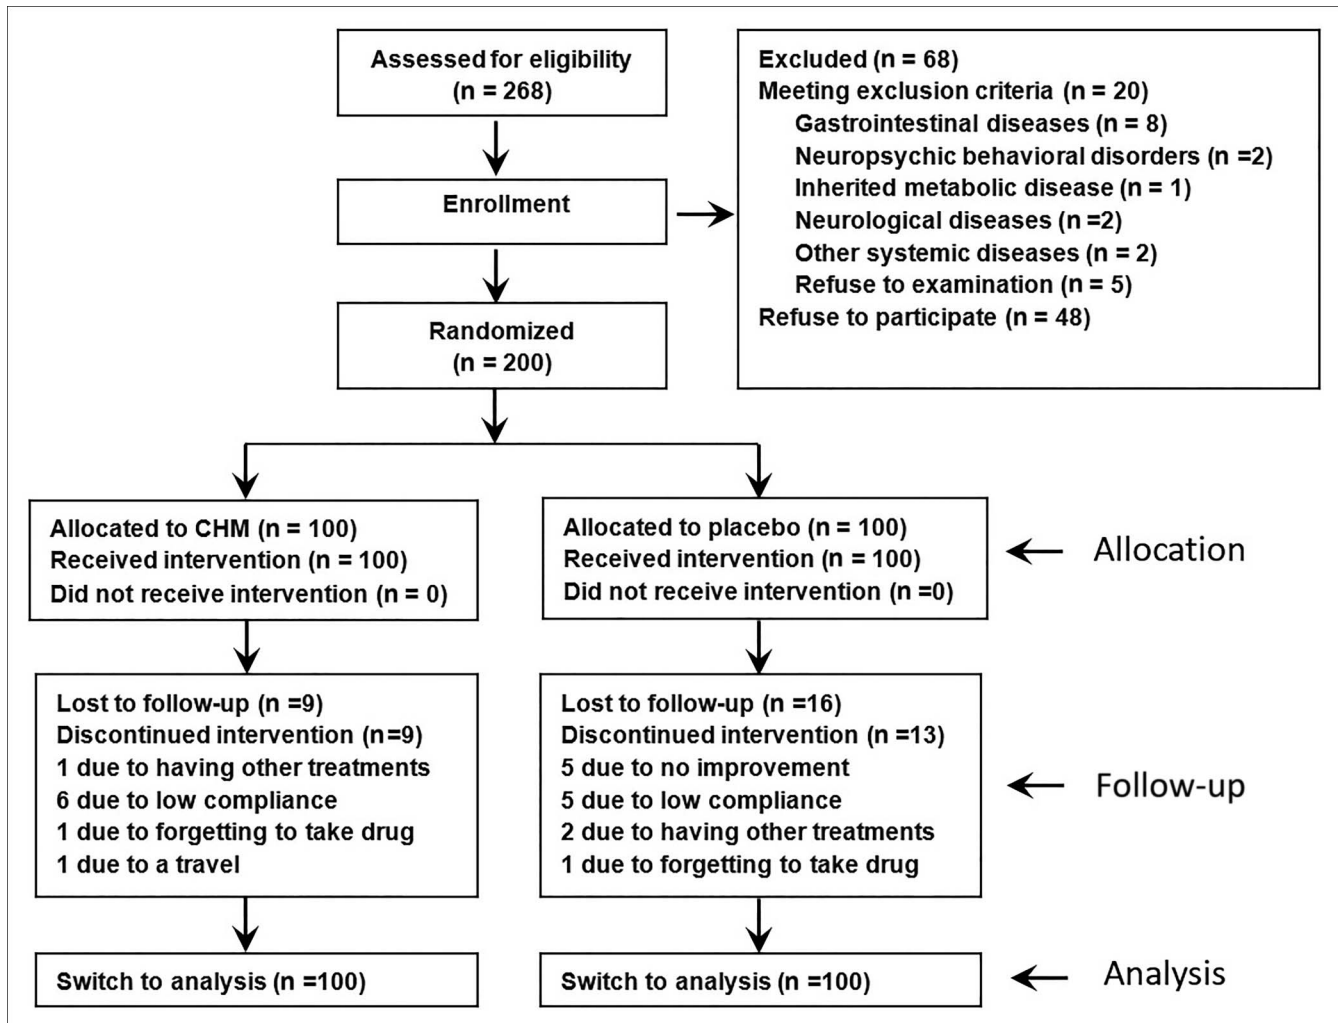 Assessed for eligibility
(n = 268)
Enrollment
Excluded (n = 68)
Meeting exclusion criteria (n = 20)
Gastrointestinal diseases (n = 8)
Neuropsychic behavioral disorders (n =2)
Inherited metabolic disease (n = 1)
Neurological diseases (n =2)
Other systemic diseases (n = 2)
Refuse to examination (n = 5)
Refuse to participate (n = 48)
Randomized
(n = 200)
Allocated to CHM (n = 100)
Received intervention (n = 100)
Did not receive intervention (n = 0)
Allocated to placebo (n = 100)
Received intervention (n = 100)
Did not receive intervention (n =0)
Allocation
Lost to follow-up (n =9)
Discontinued intervention (n=9)
1 due to having other treatments
6 due to low compliance
1 due to forgetting to take drug
1 due to a travel
Lost to follow-up (n =16)
Discontinued intervention (n =13)
5 due to no improvement
5 due to low compliance
2 due to having other treatments
1 due to forgetting to take drug
Follow-up
Switch to analysis (n =100)
Switch to analysis (n =100)
Analysis